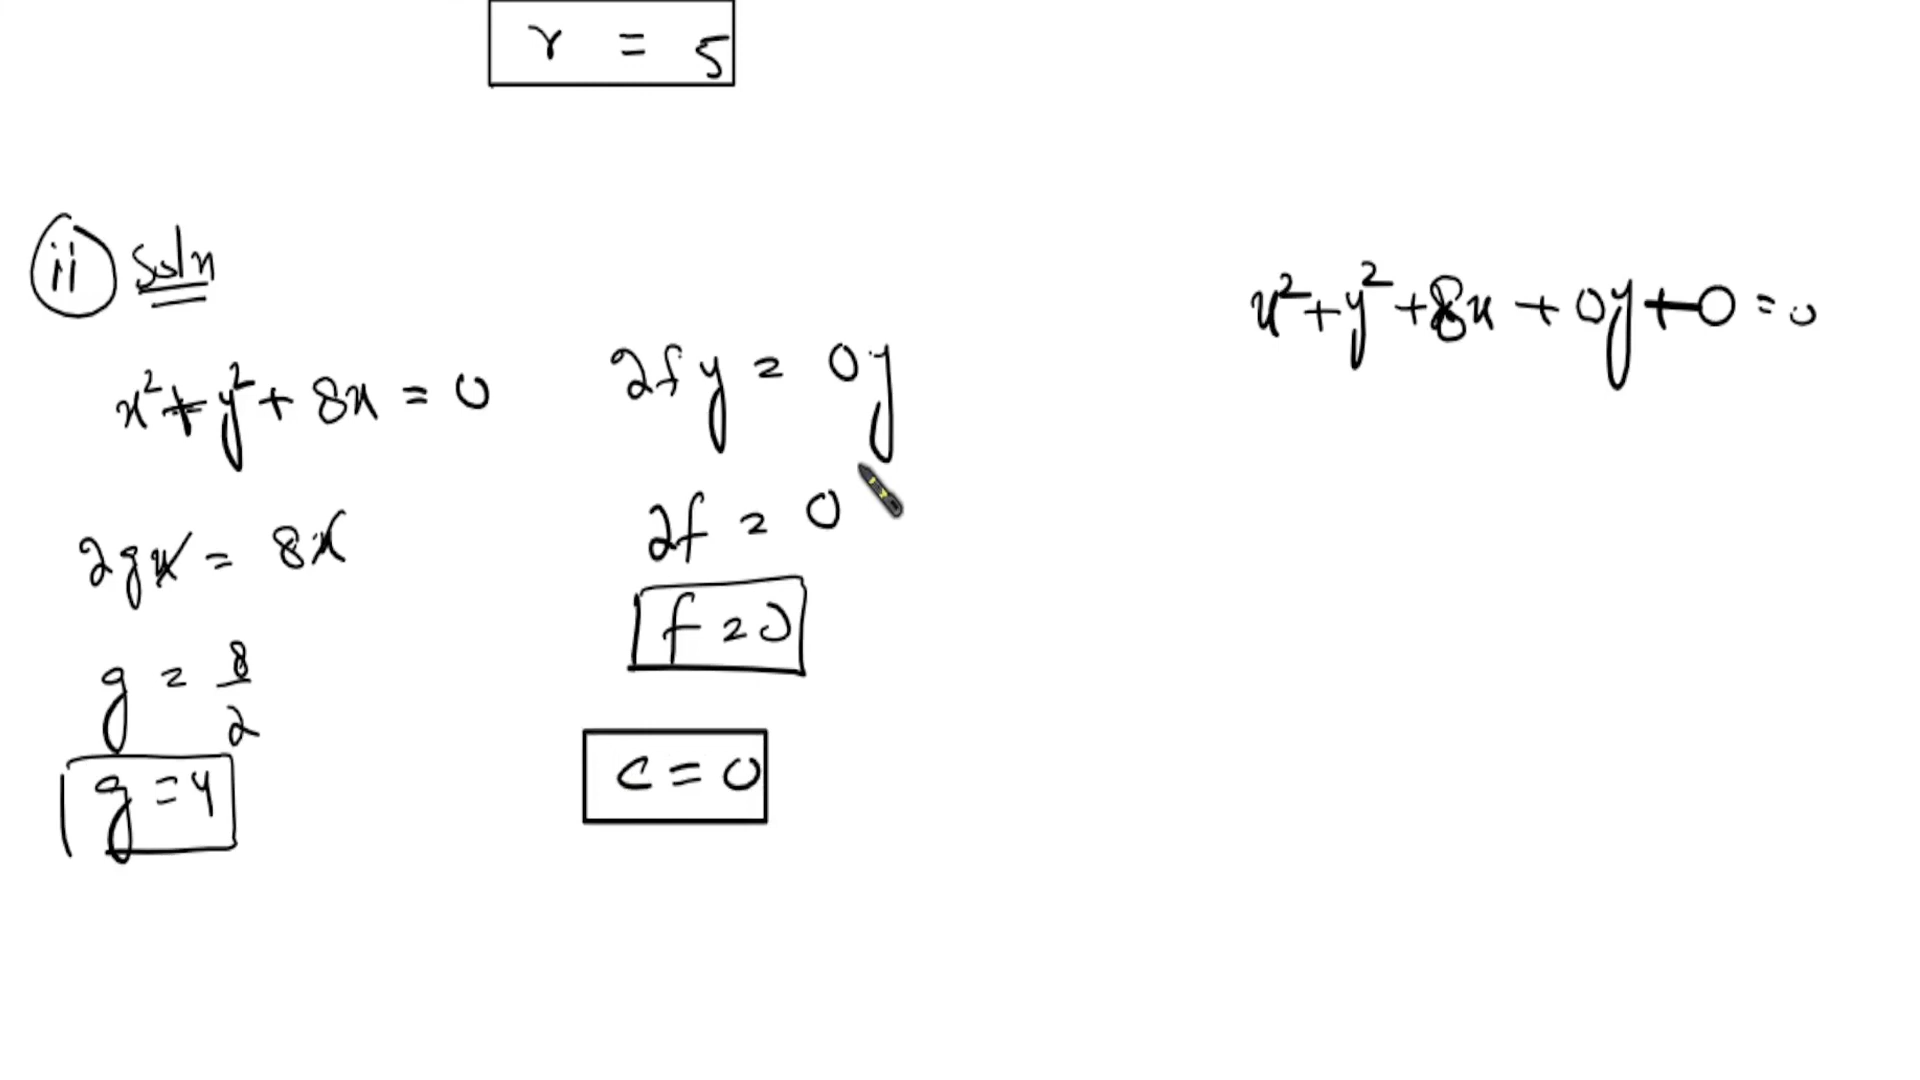 r = 5
ii soln
x²+y²+8x = 0
2gx = 8x
g = 8/2
g = 4
2fy = 0y
2f = 0
f = 0
c = 0
x²+y²+8x+0y+0=0